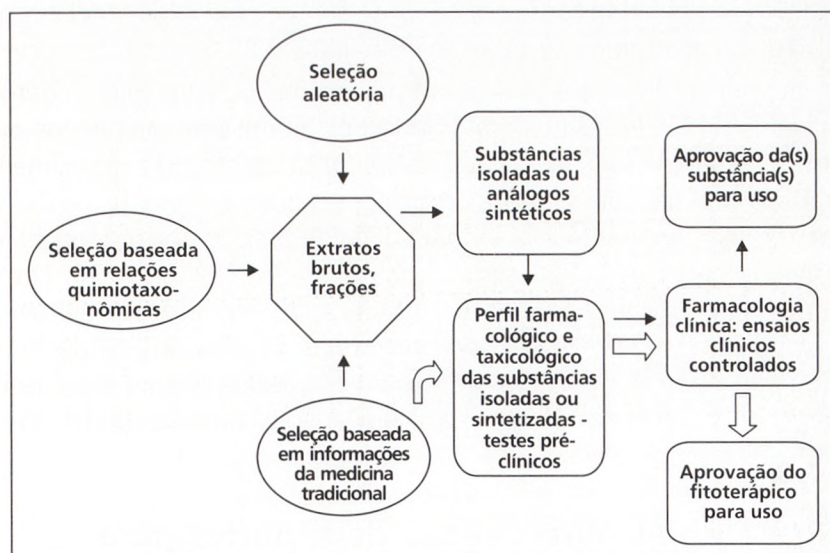 Seleção
aleatória
Substâncias
isoladas ou
análogos
sintéticos
Aprovação da(s)
substância(s)
para uso
Seleção baseada
em relações
quimiotaxo-
nômicas
Extratos
brutos,
frações
Perfil farma-
cológico e
taxicológico
das substâncias
isoladas ou
sintetizadas -
testes pré-
clínicos
Farmacologia
clínica: ensaios
clínicos
controlados
Seleção baseada
em informações
da medicina
tradicional
Aprovação do
fitoterápico
para uso